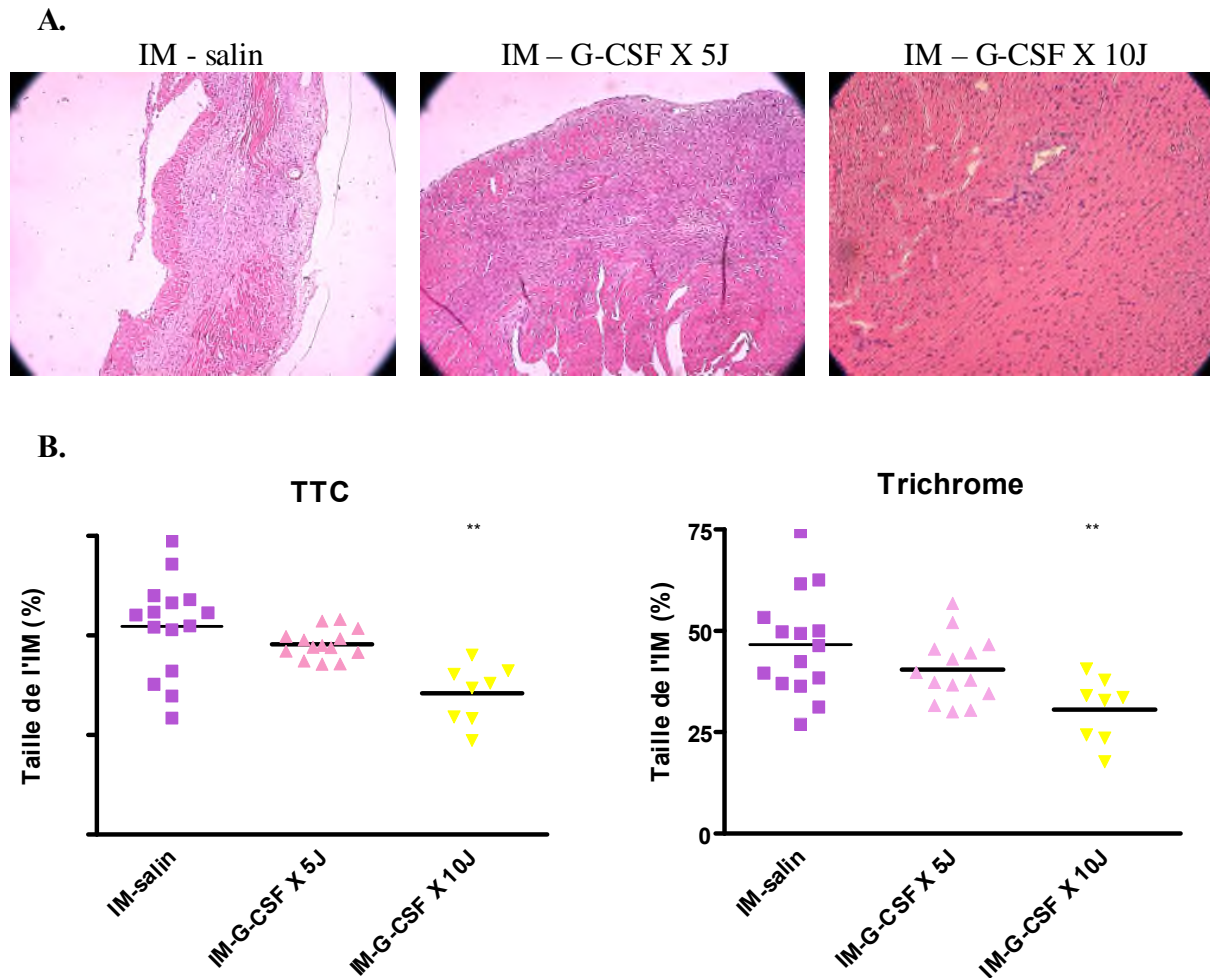 A.
IM - salin
IM – G-CSF X 5J
IM – G-CSF X 10J
B.
TTC
**
Taille de l'IM (%)
IM-salin
IM-G-CSF X 5J
IM-G-CSF X 10J
Trichrome
**
75
50
25
0
Taille de l'IM (%)
IM-salin
IM-G-CSF X 5J
IM-G-CSF X 10J